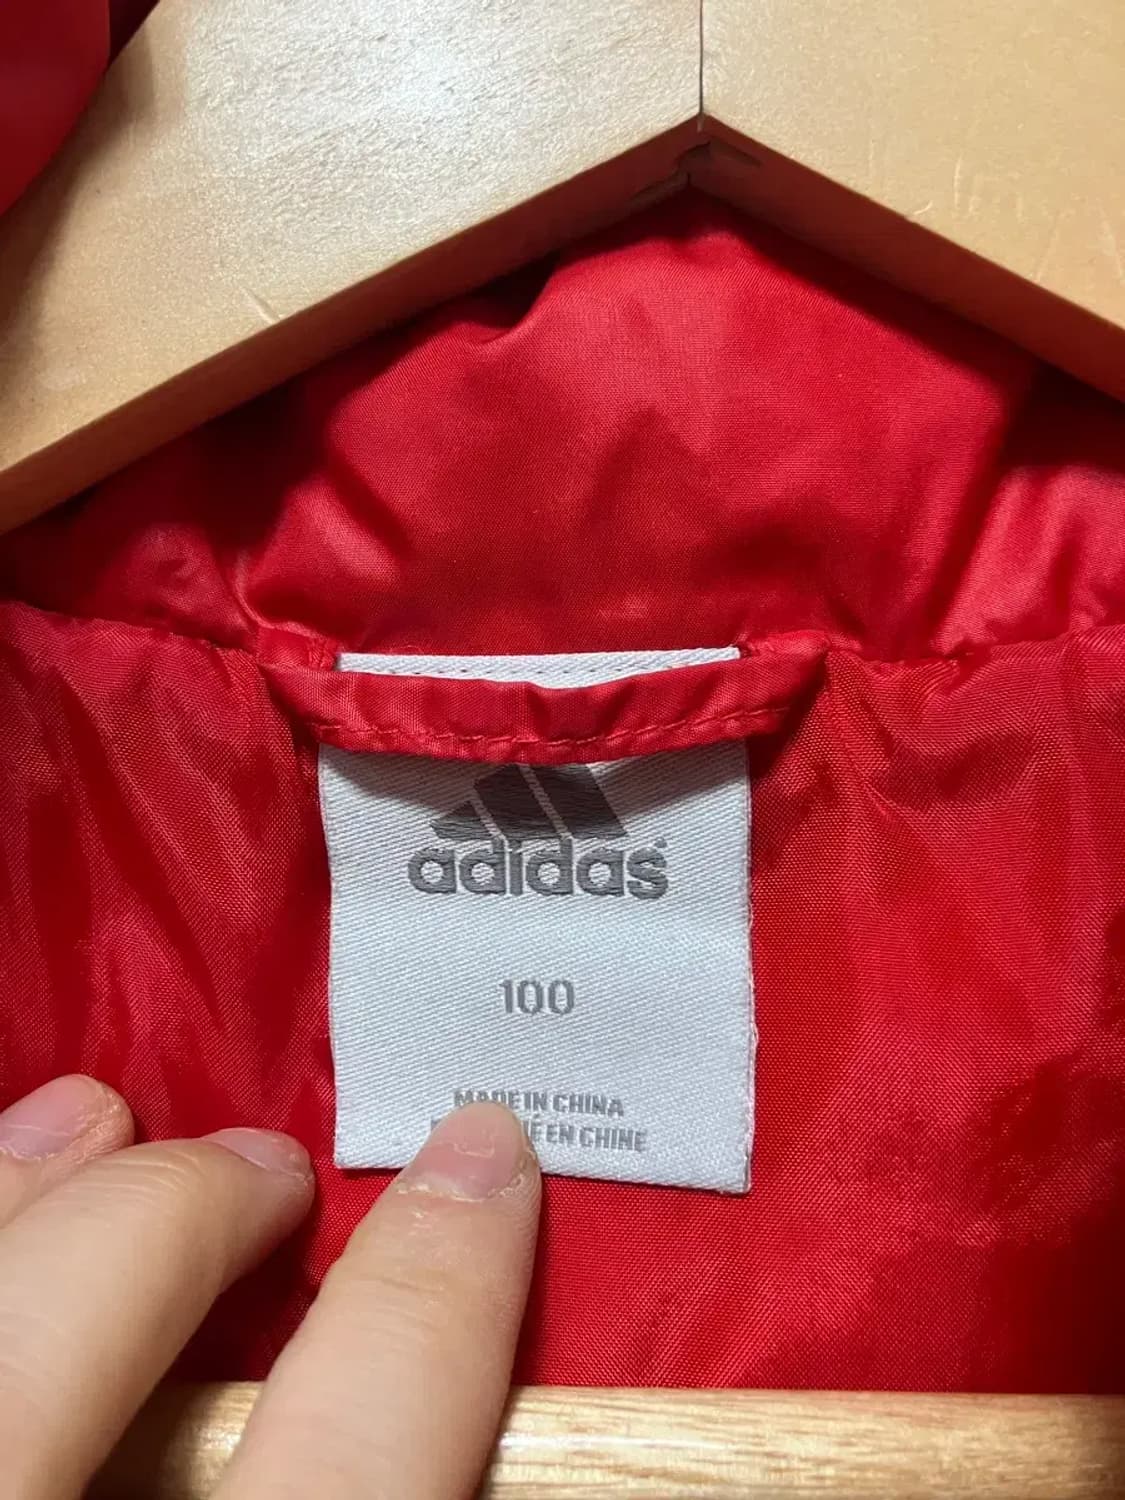 adidas
100
MADE IN CHINA
EN CHINE